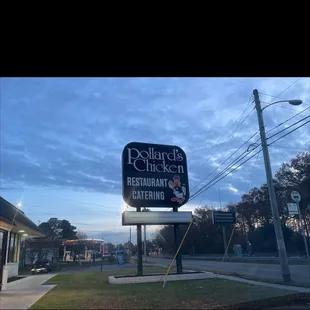 Pollard's
Chicken
RESTAURANT
CATERING